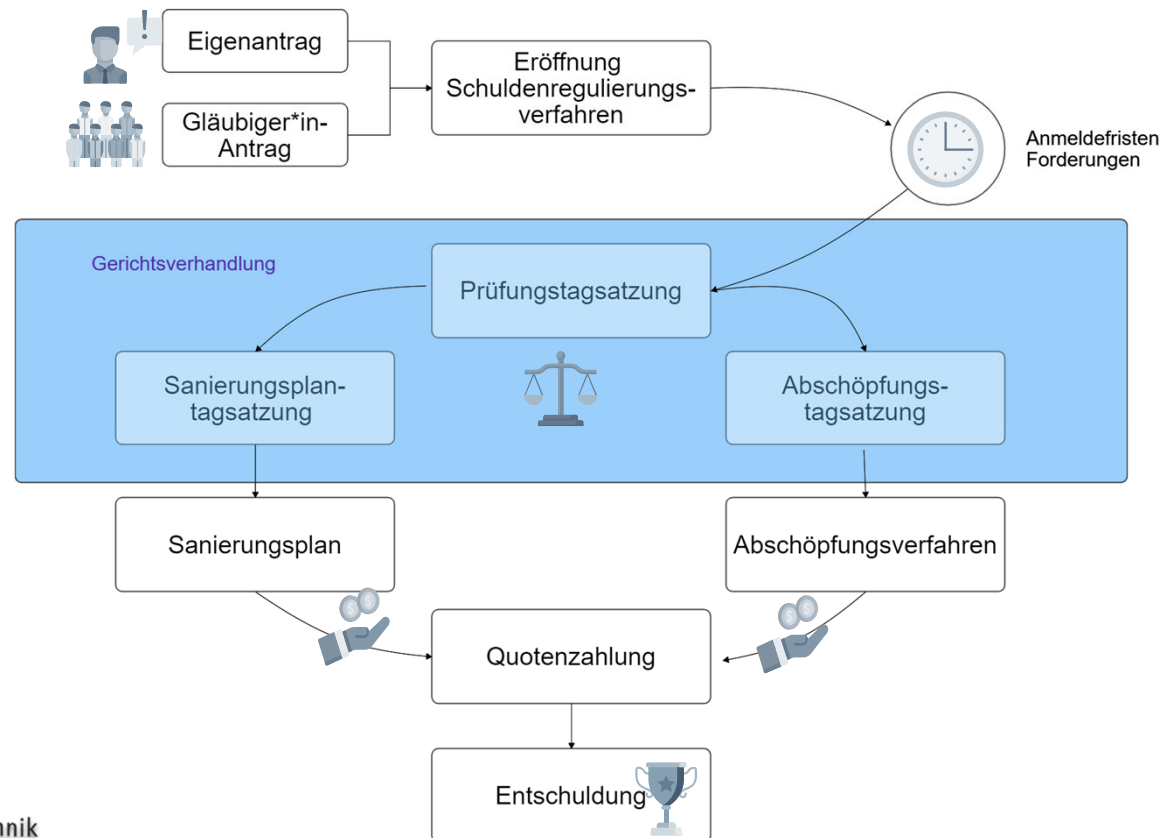 Eigenantrag
Gläubiger*in-
Antrag
Eröffnung
Schuldenregulierungs-
verfahren
Anmeldefristen
Forderungen
Gerichtsverhandlung
Prüfungstagsatzung
Sanierungsplan-
tagsatzung
Abschöpfungs-
tagsatzung
Sanierungsplan
Abschöpfungsverfahren
Quotenzahlung
Entschuldung